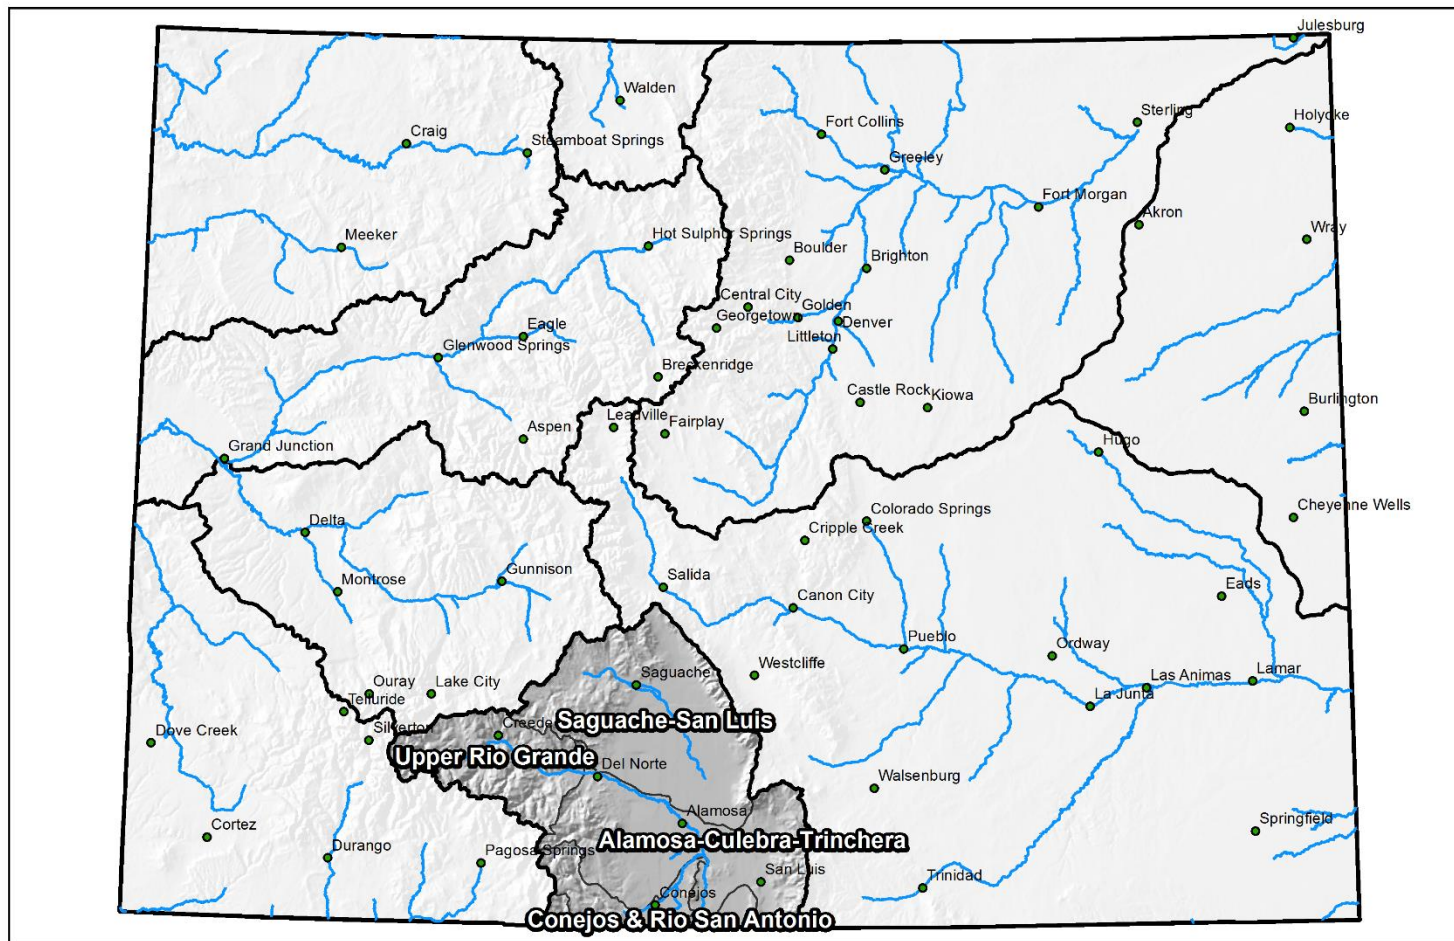 Julesburg
Walden
Sterling
Holyoke
Craig
Fort Collins
Steamboat Springs
Greeley
Fort Morgan
Akron
Meeker
Hot Sulphur Springs
Wray
Boulder
Brighton
Central City
Golden
Georgetown
Denver
Eagle
Littleton
Glenwood Springs
Breckenridge
Castle Rock
Kiowa
Burlington
Leadville
Aspen
Fairplay
Grand Junction
Hugo
Colorado Springs
Cheyenne Wells
Delta
Cripple Creek
Gunnison
Montrose
Salida
Eads
Canon City
Pueblo
Ordway
Saguache
Westcliffe
Lamar
Las Animas
Ouray
Lake City
La Junta
Telluride
Saguache-San Luis
Creede
Silverton
Dove Creek
Upper Rio Grande
Del Norte
Walsenburg
Alamosa
Cortez
Springfield
Alamosa-Culebra-Trinchera
Durango
Pagosa Springs
San Luis
Trinidad
Conejos
Conejos & Rio San Antonio